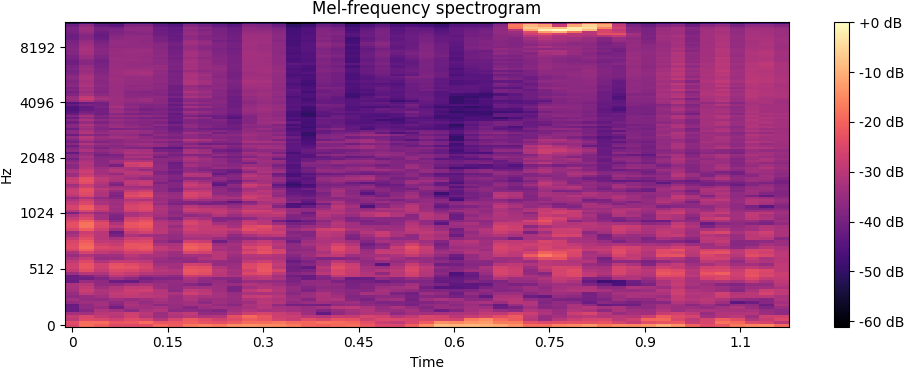 Mel-frequency spectrogram
Hz
8192
4096
2048
1024
512
0
0 0.15 0.3 0.45 0.6 0.75 0.9 1.1
Time
+0 dB
-10 dB
-20 dB
-30 dB
-40 dB
-50 dB
-60 dB